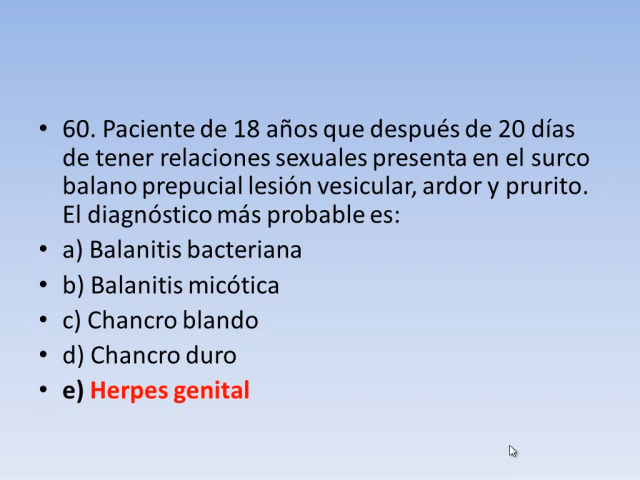 • 60. Paciente de 18 años que después de 20 días
de tener relaciones sexuales presenta en el surco
balano prepucial lesión vesicular, ardor y prurito.
El diagnóstico más probable es:
• a) Balanitis bacteriana
• b) Balanitis micótica
• c) Chancro blando
• d) Chancro duro
• e) Herpes genital